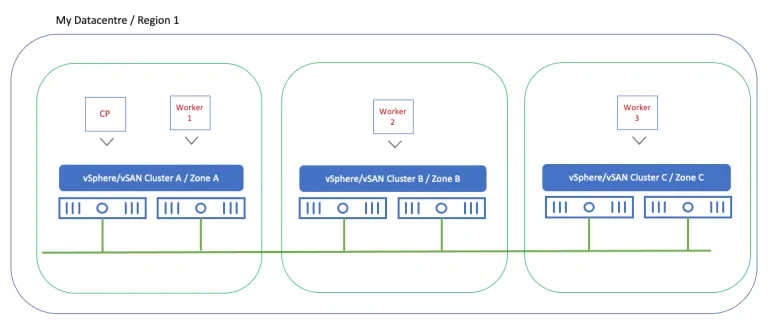 My Datacentre / Region 1
CP
Worker
1
Worker
2
Worker
3
vSphere/vSAN Cluster A / Zone A
vSphere/vSAN Cluster B / Zone B
vSphere/vSAN Cluster C / Zone C